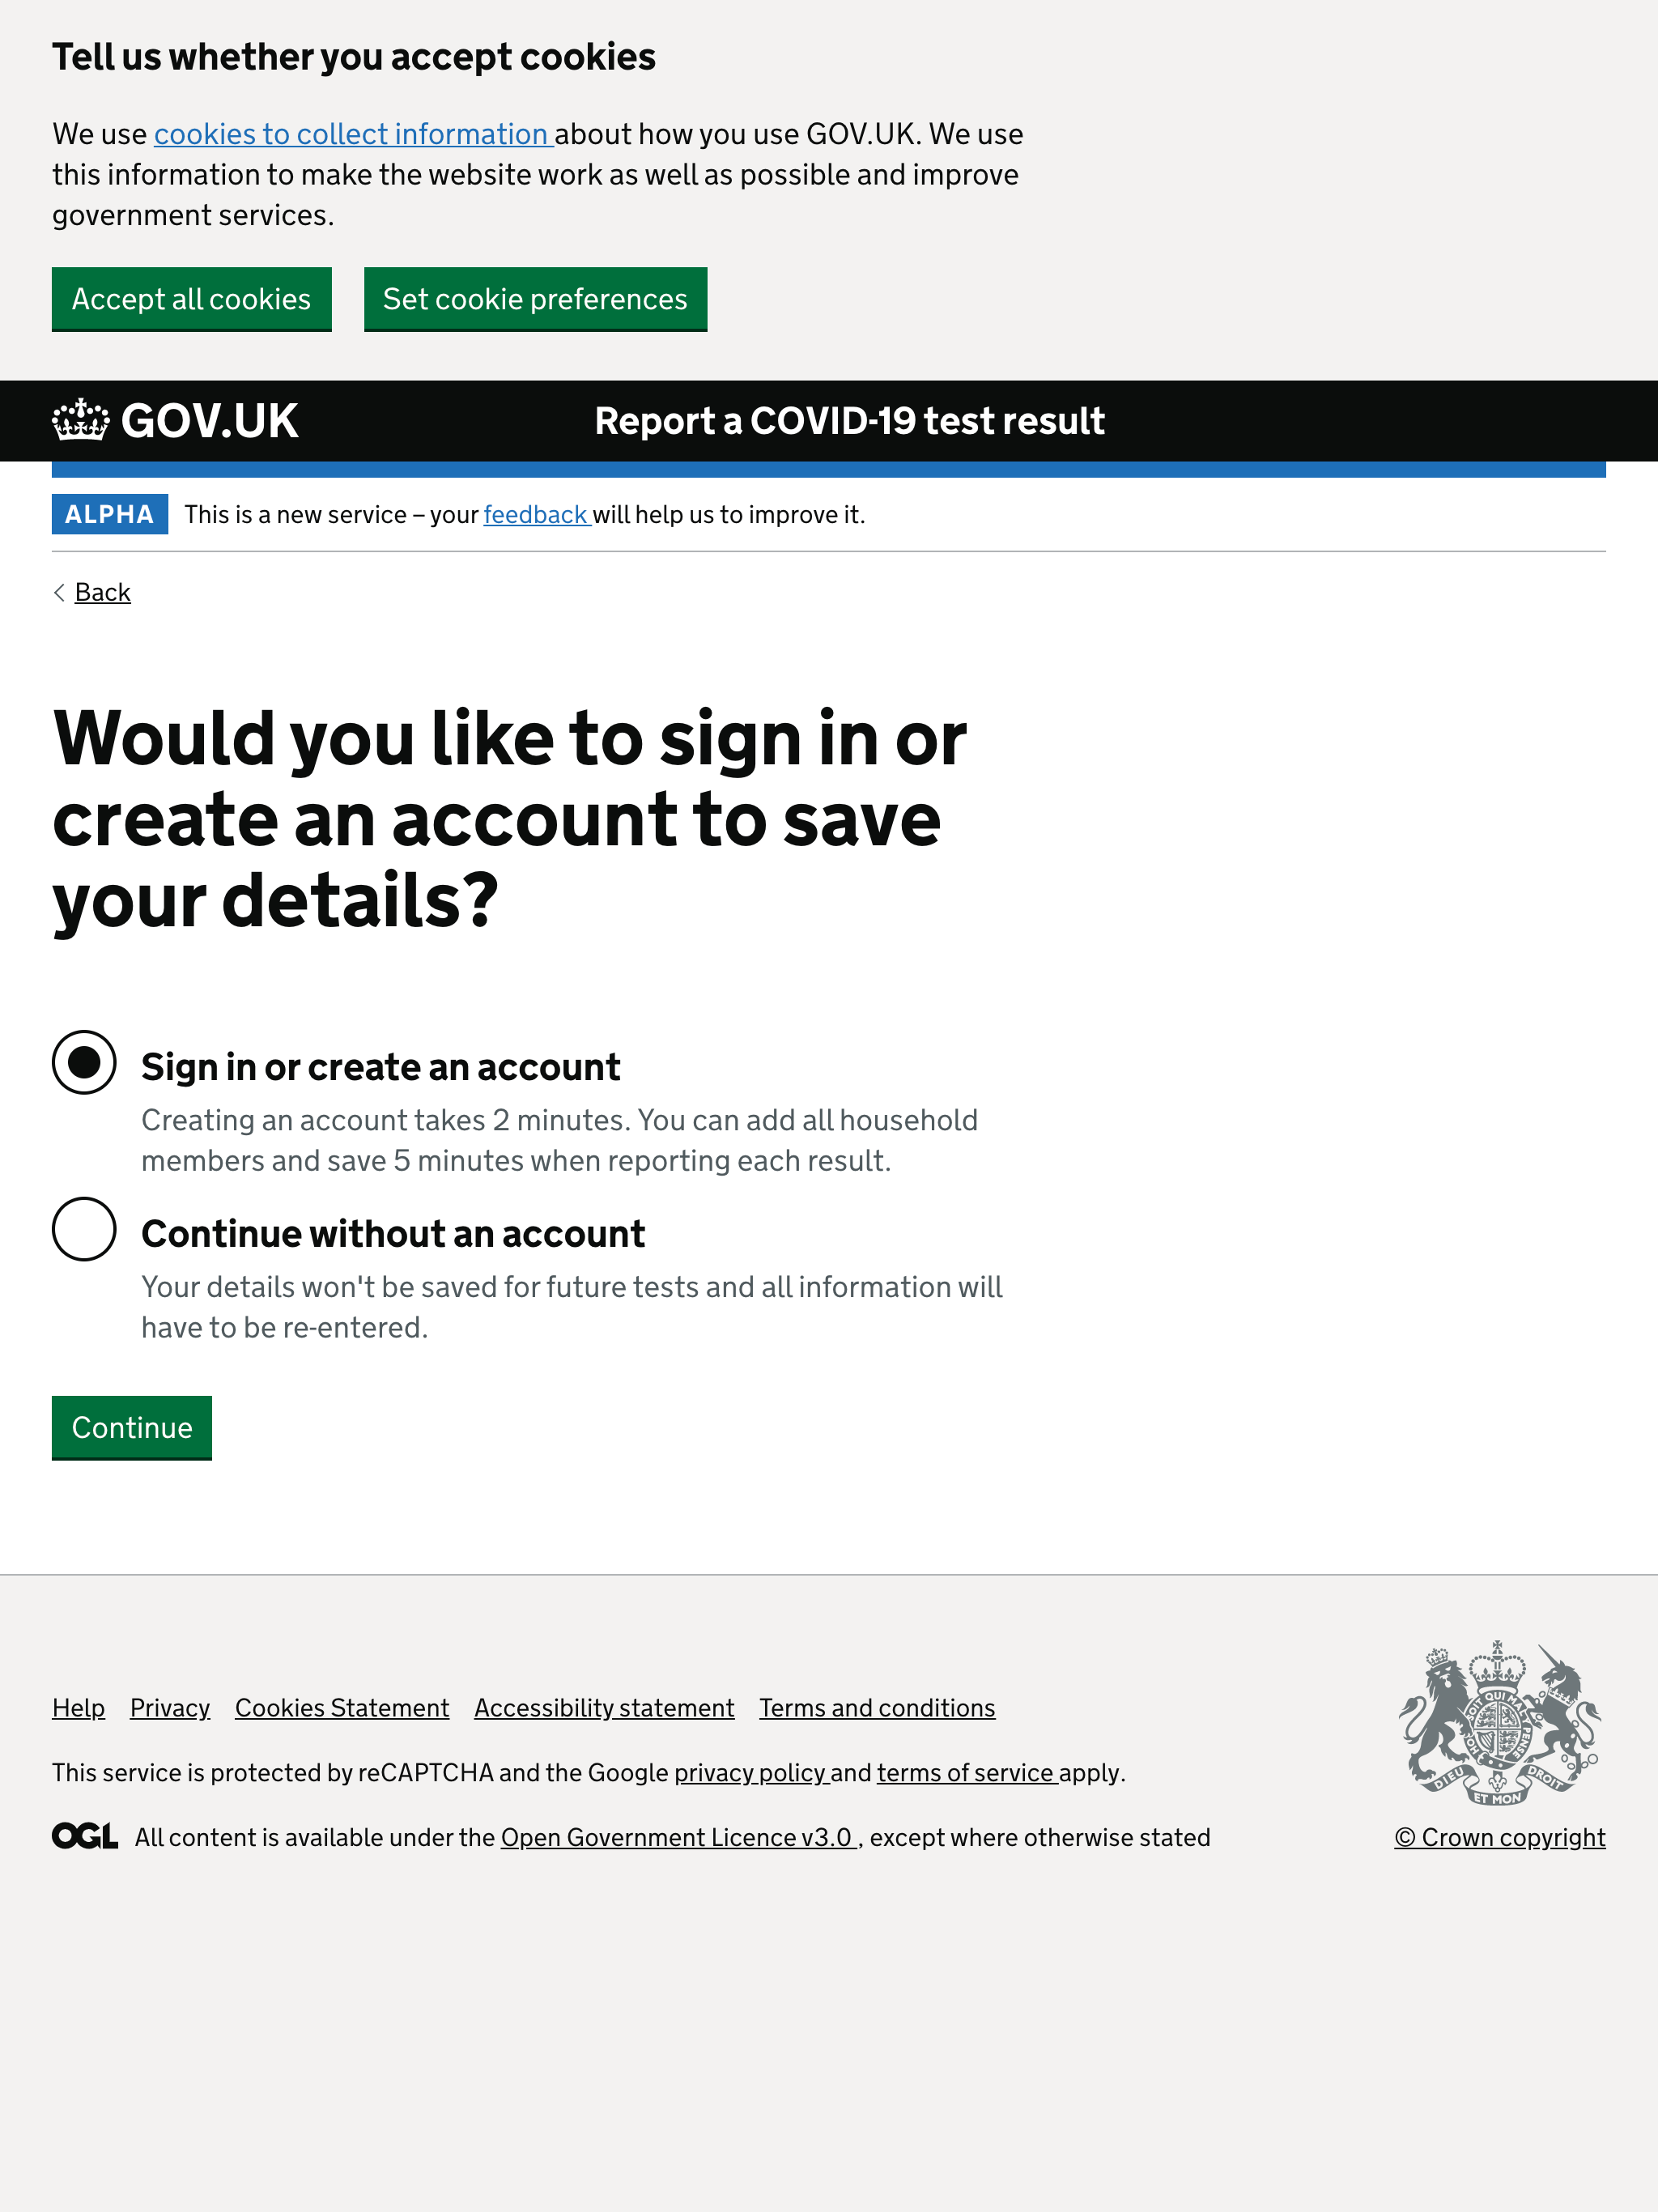 Tell us whether you accept cookies
We use cookies to collect information about how you use GOV.UK. We use
this information to make the website work as well as possible and improve
government services.
Accept all cookies
Set cookie preferences
GOV.UK
Report a COVID-19 test result
ALPHA
This is a new service – your feedback will help us to improve it.
Back
Would you like to sign in or
create an account to save
your details?
Sign in or create an account
Creating an account takes 2 minutes. You can add all household
members and save 5 minutes when reporting each result.
Continue without an account
Your details won't be saved for future tests and all information will
have to be re-entered.
Continue
Help Privacy Cookies Statement Accessibility statement Terms and conditions
This service is protected by reCAPTCHA and the Google privacy policy and terms of service apply.
OGL All content is available under the Open Government Licence v3.0 , except where otherwise stated
DIEU ET MON DROIT
© Crown copyright